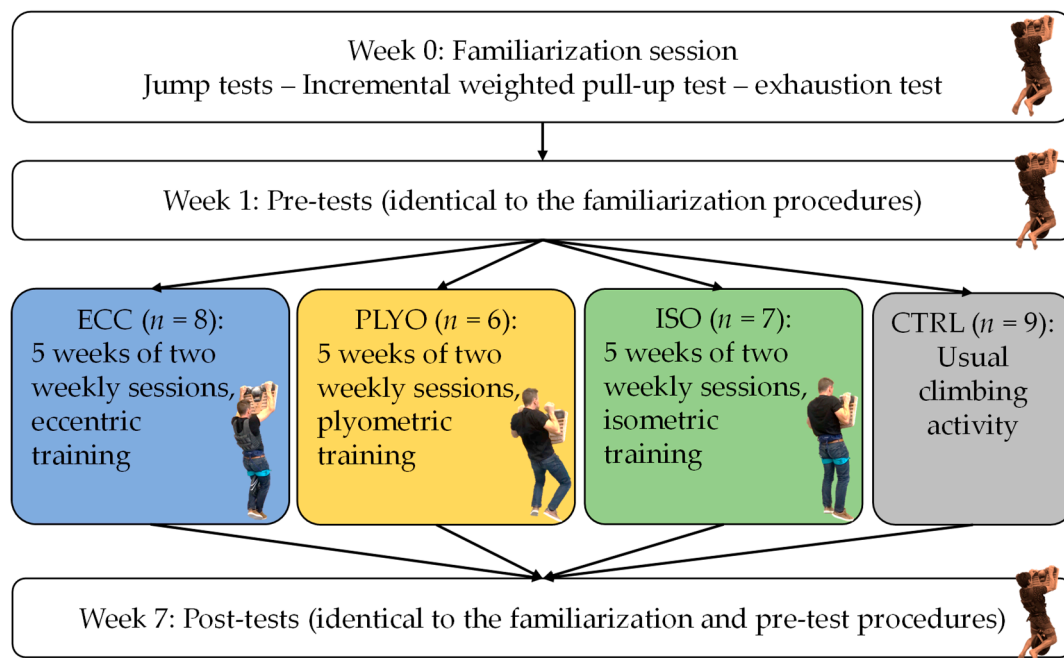 Week 0: Familiarization session
Jump tests – Incremental weighted pull-up test – exhaustion test
Week 1: Pre-tests (identical to the familiarization procedures)
ECC (n = 8):
5 weeks of two
weekly sessions,
eccentric
training
PLYO (n = 6):
5 weeks of two
weekly sessions,
plyometric
training
ISO (n = 7):
5 weeks of two
weekly sessions,
isometric
training
CTRL (n = 9):
Usual
climbing
activity
Week 7: Post-tests (identical to the familiarization and pre-test procedures)